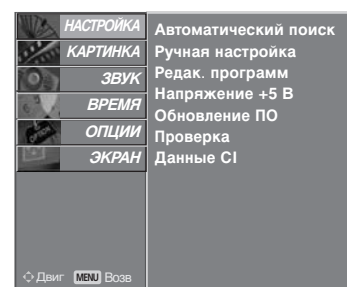 НАСТРОЙКА
КАРТИНКА
ЗВУК
ВРЕМЯ
ОПЦИИ
ЭКРАН
Автоматический поиск
Ручная настройка
Редак. программ
Напряжение +5 В
Обновление ПО
Проверка
Данные CI
Двиг MENU Возв